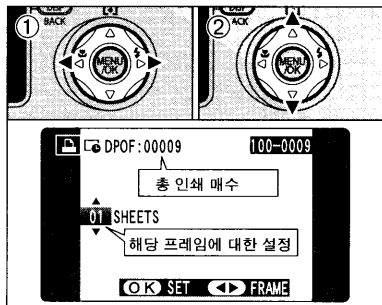 ① DISP BACK MENU /OK
② BACK MENU /OK
DPOF:00009 100-0009
총 인쇄 매수
01 SHEETS
해당 프레임에 대한 설정
OK SET ◀▶ FRAME